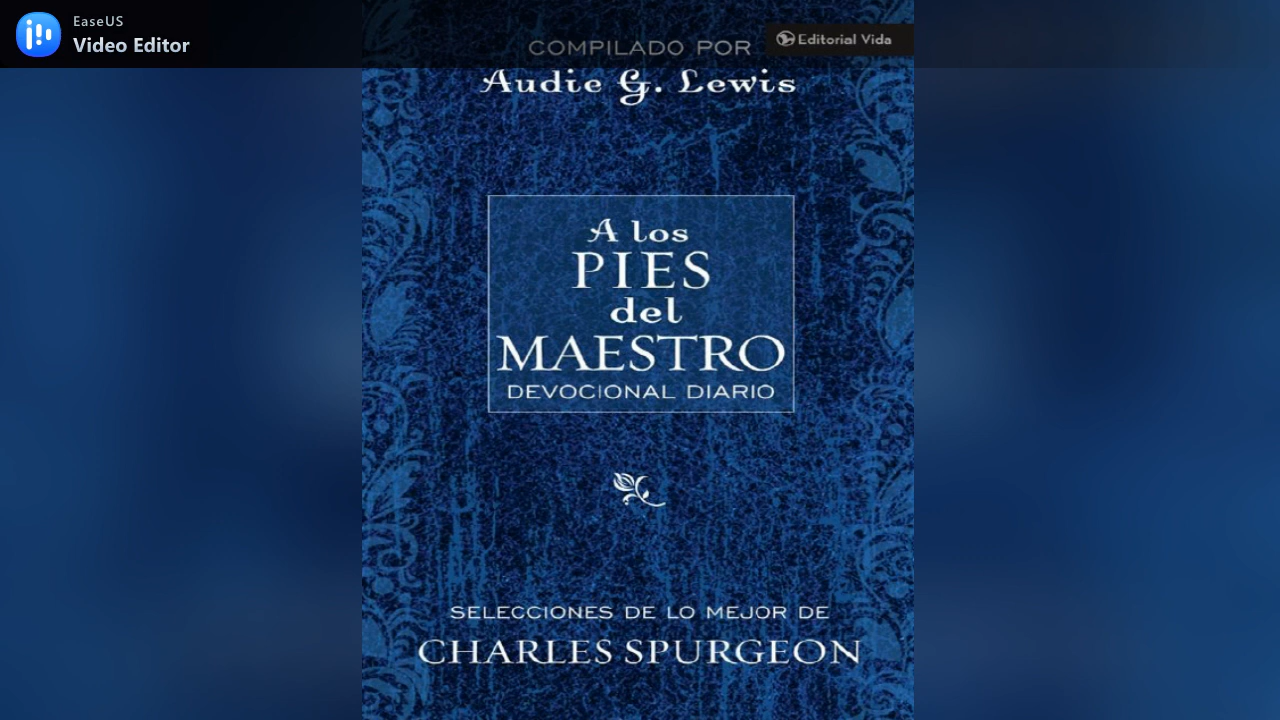 EaseUS
Video Editor
COMPILADO POR
Editorial Vida
Audie G. Lewis
A los
PIES
del
MAESTRO
DEVOCIONAL DIARIO
SELECCIONES DE LO MEJOR DE
CHARLES SPURGEON